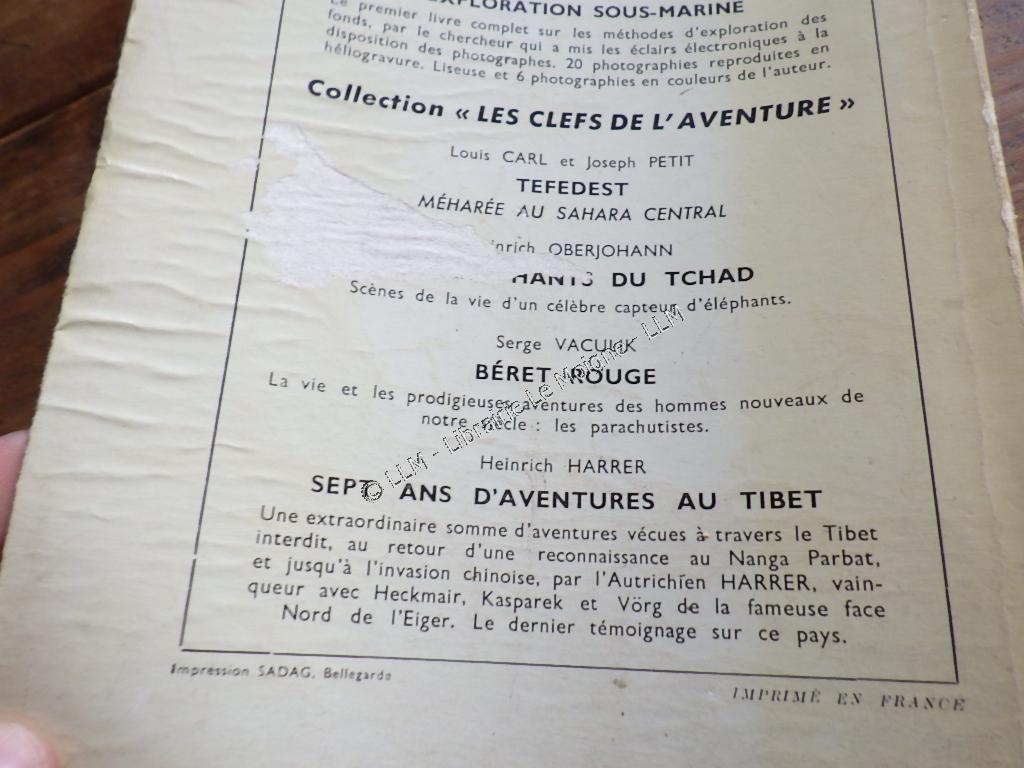 EXPLORATION SOUS-MARINE
Le premier livre complet sur les méthodes d'exploration des
fonds, par le chercheur qui a mis les éclairs électroniques à la
disposition des photographes. 20 photographies reproduites en
héliogravure. Liseuse et 6 photographies en couleurs de l'auteur.
Collection « LES CLEFS DE L'AVENTURE »
Louis CARL et Joseph PETIT
TEFEDEST
MÉHARÉE AU SAHARA CENTRAL
inrich OBERJOHANN
HANTS DU TCHAD
Scènes de la vie d'un célèbre capteur d'éléphants.
Serge
BÉRET ROUGE
La vie et les prodigieuses aventures des hommes nouveaux de
notre siècle : les parachutistes.
Heinrich HARRER
SEPT ANS D'AVENTURES AU TIBET
Une extraordinaire somme d'aventures vécues à travers le Tibet
interdit, au retour d'une reconnaissance au Nanga Parbat,
et jusqu'à l'invasion chinoise, par l'Autrichien HARRER, vain-
queur avec Heckmair, Kasparek et Vörg de la fameuse face
Nord de l'Eiger. Le dernier témoignage sur ce pays.
Impression SADAG, Bellegarde
IMPRIMÉ EN FRANCE
© LLM - Librairie Le Moigne - LLM